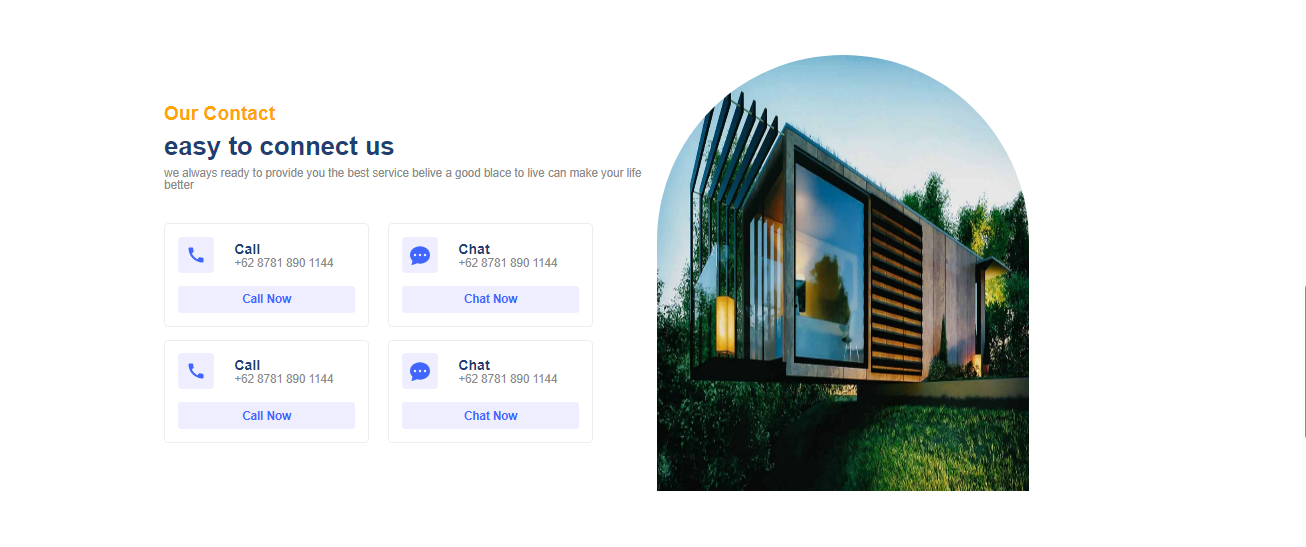 Our Contact
easy to connect us
we always ready to provide you the best service belive a good blace to live can make your life
better
Call
+62 8781 890 1144
Call Now
Chat
+62 8781 890 1144
Chat Now
Call
+62 8781 890 1144
Call Now
Chat
+62 8781 890 1144
Chat Now